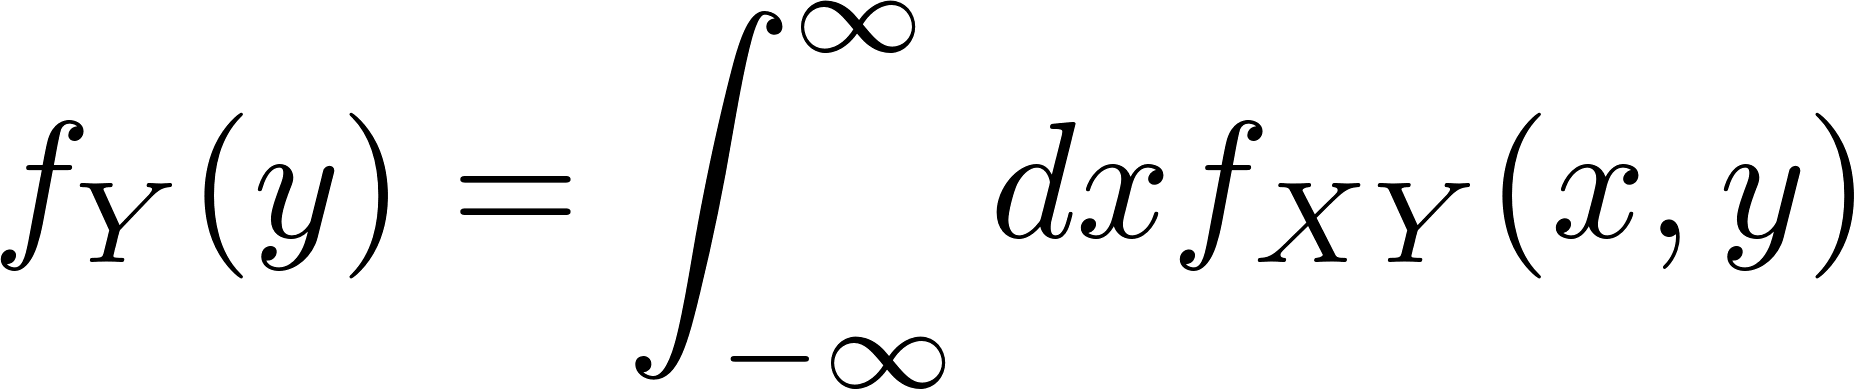 f_Y(y) = \int_{-\infty}^{\infty} dx f_{XY}(x, y)